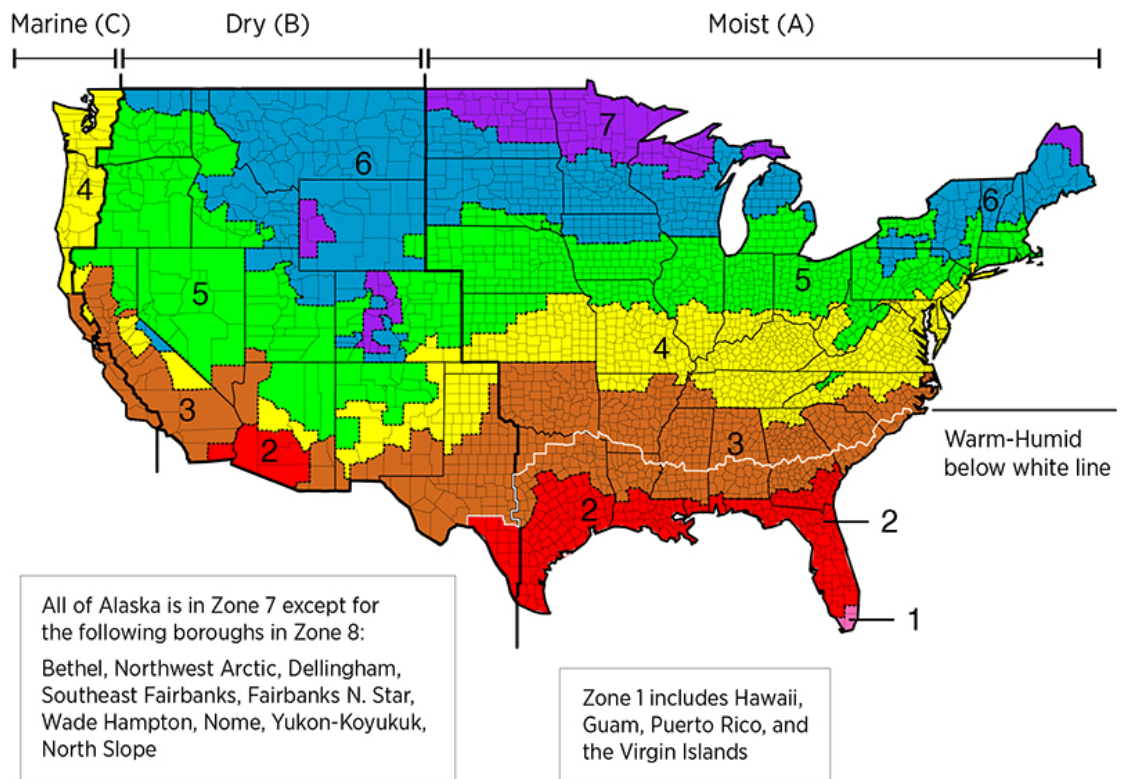 Marine (C)
Dry (B)
Moist (A)
7
6
4
6
5
5
4
3
3
2
Warm-Humid
below white line
2
2
1
All of Alaska is in Zone 7 except for
the following boroughs in Zone 8:
Bethel, Northwest Arctic, Dellingham,
Southeast Fairbanks, Fairbanks N. Star,
Wade Hampton, Nome, Yukon-Koyukuk,
North Slope
Zone 1 includes Hawaii,
Guam, Puerto Rico, and
the Virgin Islands